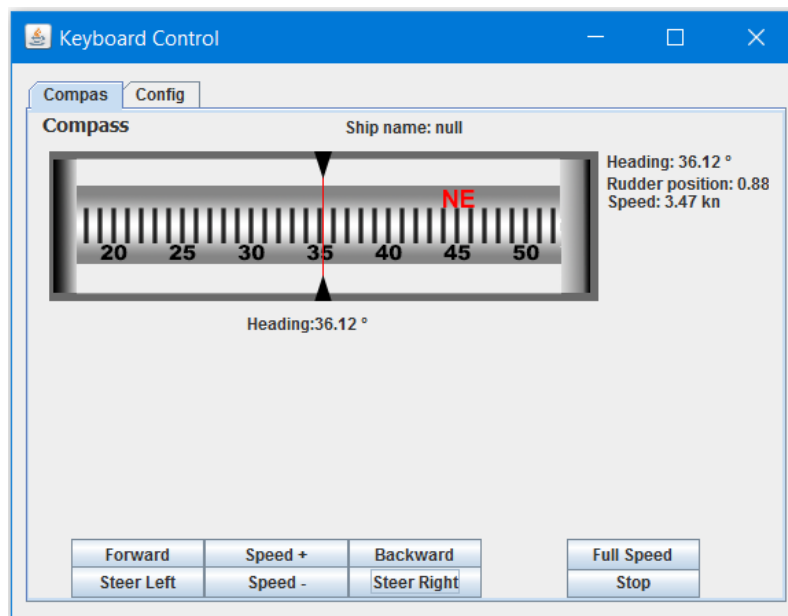 Keyboard Control
Compas Config
Compass Ship name: null
Heading: 36.12 °
Rudder position: 0.88
Speed: 3.47 kn
NE
20 25 30 35 40 45 50
Heading:36.12 °
Forward Speed + Backward Full Speed
Steer Left Speed - Steer Right Stop